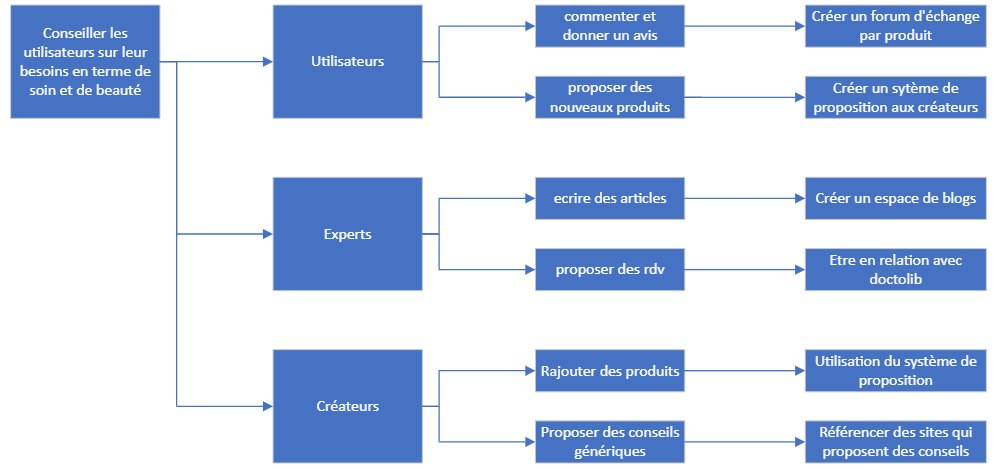 Conseiller les
utilisateurs sur leur
besoins en terme de
soin et de beauté
Utilisateurs
commenter et
donner un avis
Créer un forum d'échange
par produit
proposer des
nouveaux produits
Créer un sytème de
proposition aux créateurs
Experts
ecrire des articles
Créer un espace de blogs
proposer des rdv
Etre en relation avec
doctolib
Créateurs
Rajouter des produits
Utilisation du système de
proposition
Proposer des conseils
génériques
Référencer des sites qui
proposent des conseils